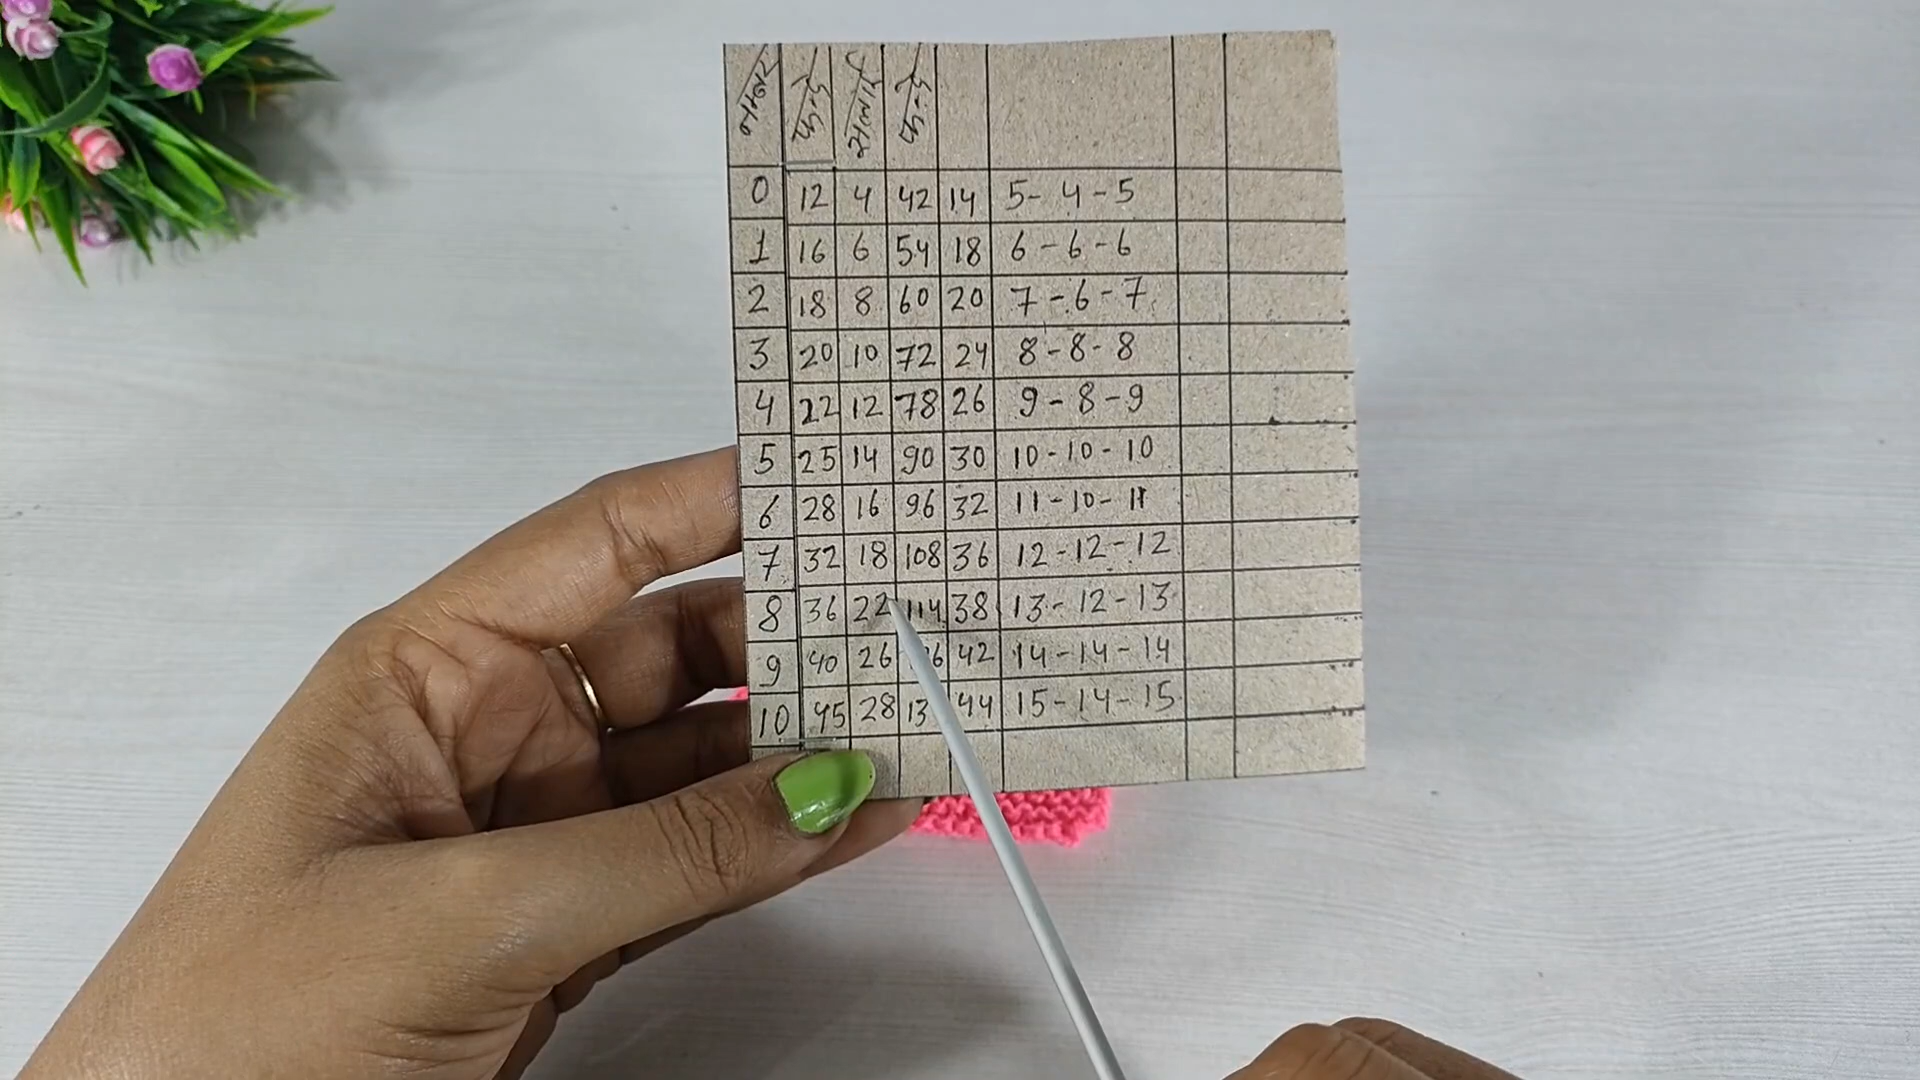 0 12 4 42 14 5-4-5
1 16 6 54 18 6-6-6
2 18 8 60 20 7-6-7
3 20 10 72 24 8-8-8
4 22 12 78 26 9-8-9
5 25 14 90 30 10-10-10
6 28 16 96 32 11-10-11
7 32 18 108 36 12-12-12
8 36 22 114 38 13-12-13
9 40 26 42 14-14-14
10 45 28 44 15-14-15